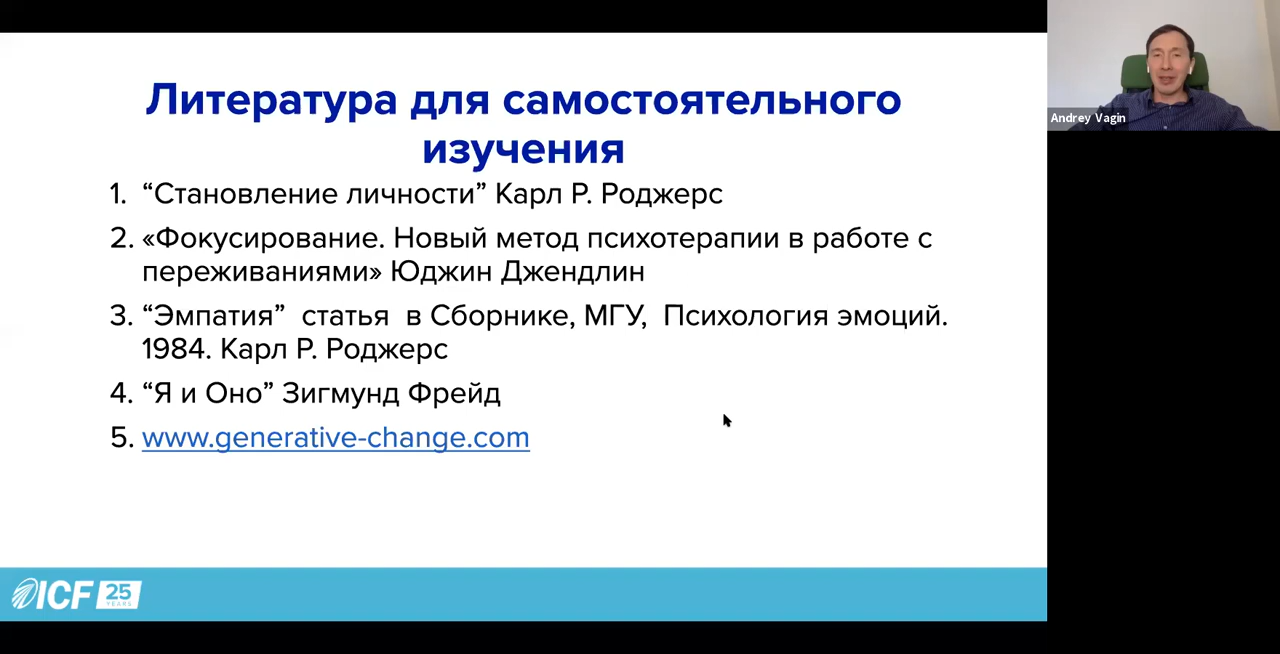 Литература для самостоятельного
изучения
1. “Становление личности” Карл Р. Роджерс
2. «Фокусирование. Новый метод психотерапии в работе с
переживаниями» Юджин Джендлин
3. “Эмпатия” статья в Сборнике, МГУ, Психология эмоций.
1984. Карл Р. Роджерс
4. “Я и Оно” Зигмунд Фрейд
5. www.generative-change.com
ICF 25
YEARS
Andrey Vagin